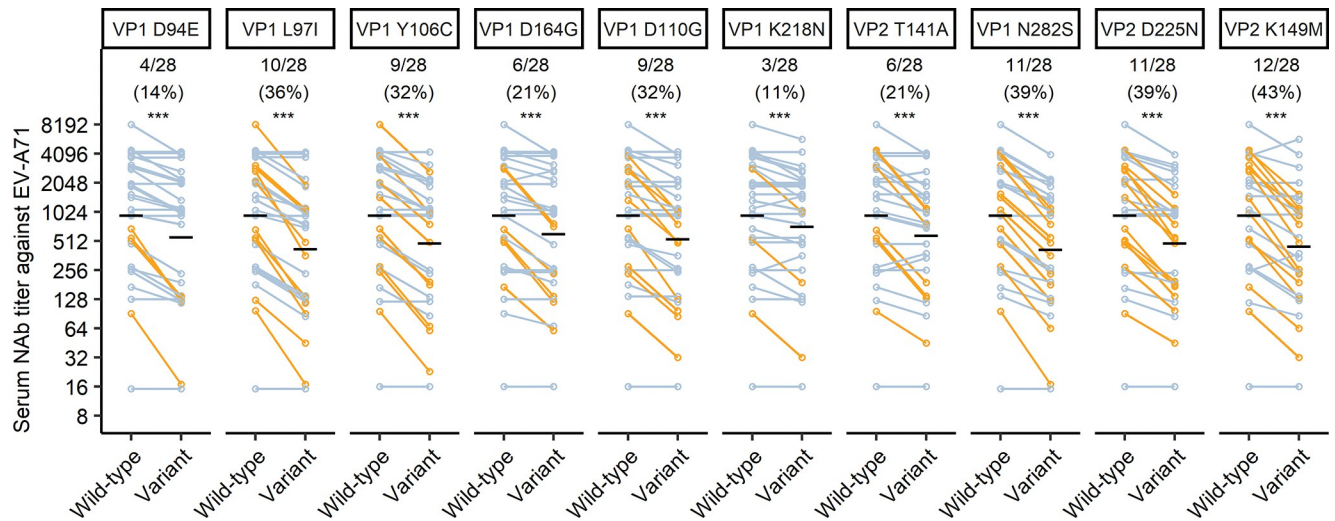 VP1 D94E
VP1 L97I
VP1 Y106C
VP1 D164G
VP1 D110G
VP1 K218N
VP2 T141A
VP1 N282S
VP2 D225N
VP2 K149M
4/28
10/28
9/28
6/28
9/28
3/28
6/28
11/28
11/28
12/28
(14%)
(36%)
(32%)
(21%)
(32%)
(11%)
(21%)
(39%)
(39%)
(43%)
***
***
***
***
***
***
***
***
***
***
Serum NAb titer against EV-A71
8192
4096
2048
1024
512
256
128
64
32
16
8
Wild-type
Variant
Wild-type
Variant
Wild-type
Variant
Wild-type
Variant
Wild-type
Variant
Wild-type
Variant
Wild-type
Variant
Wild-type
Variant
Wild-type
Variant
Wild-type
Variant